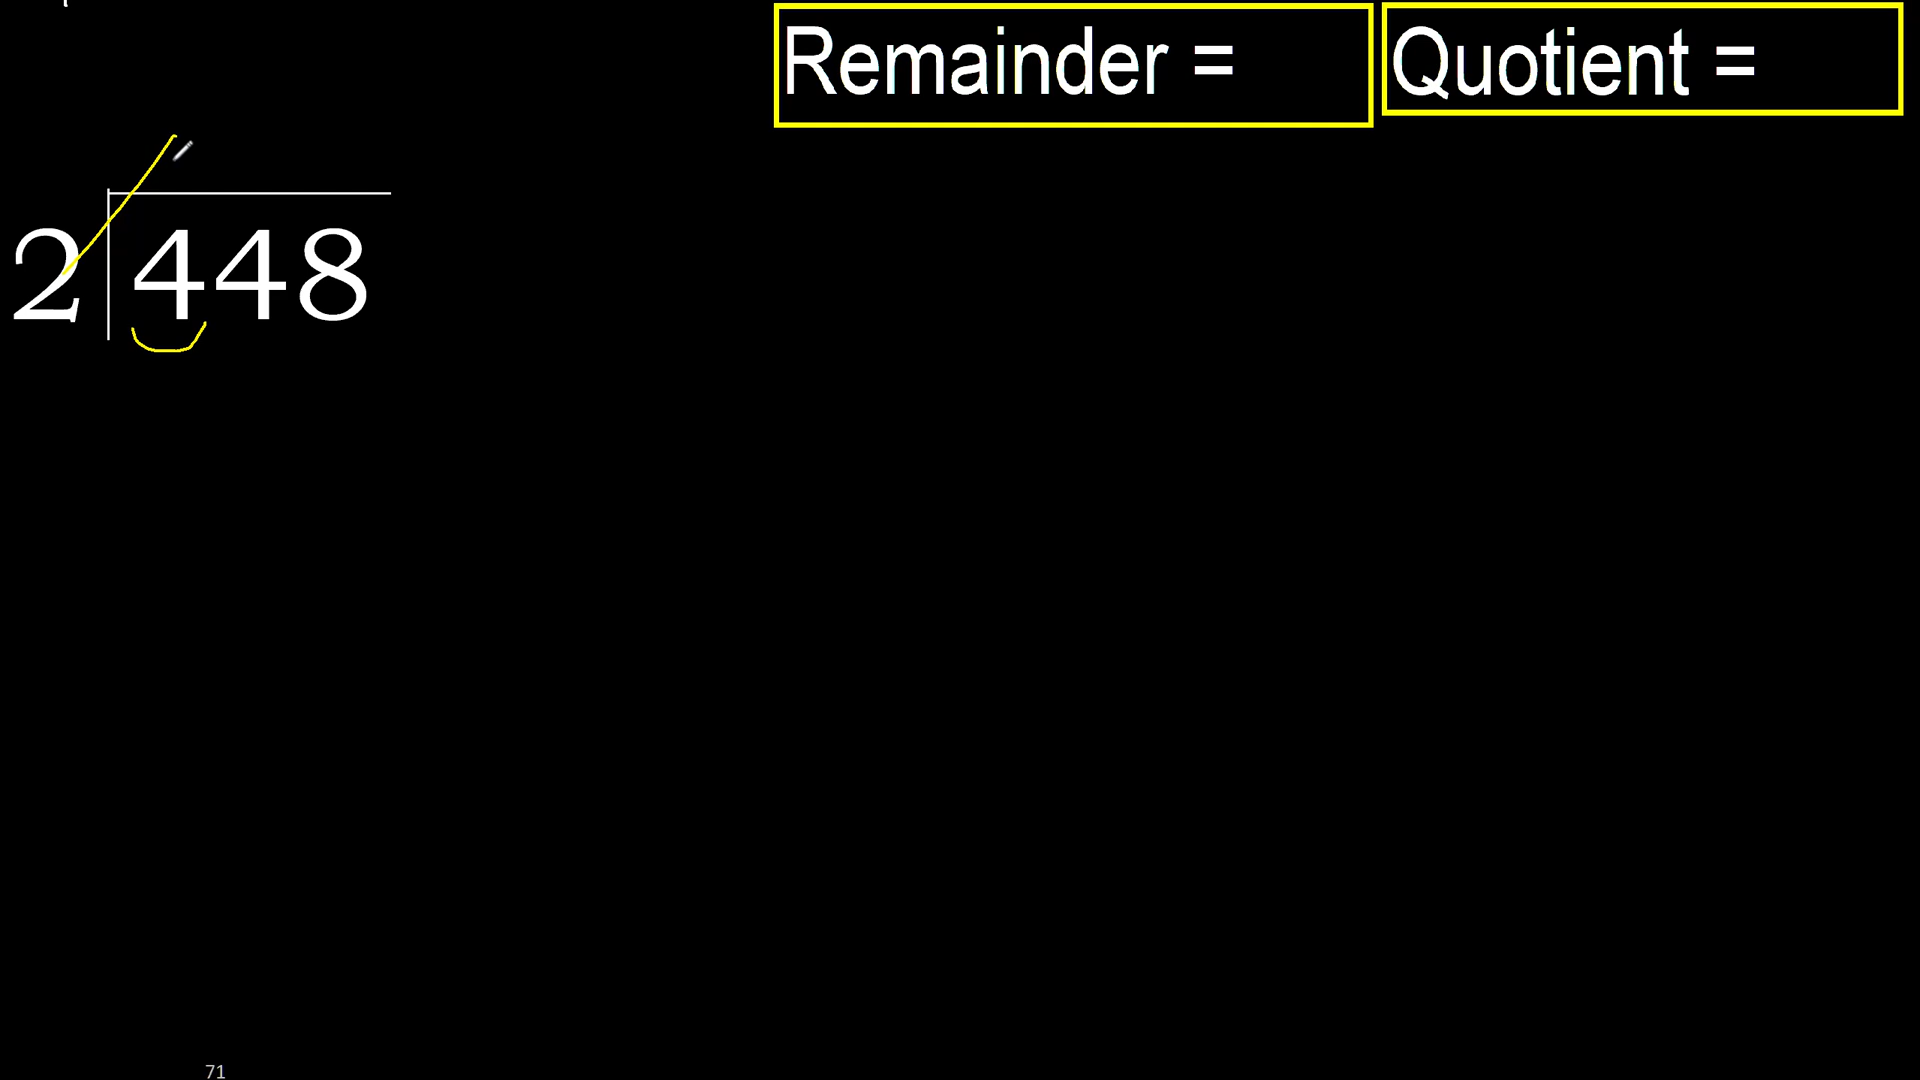 Remainder = Quotient =
2 448
71